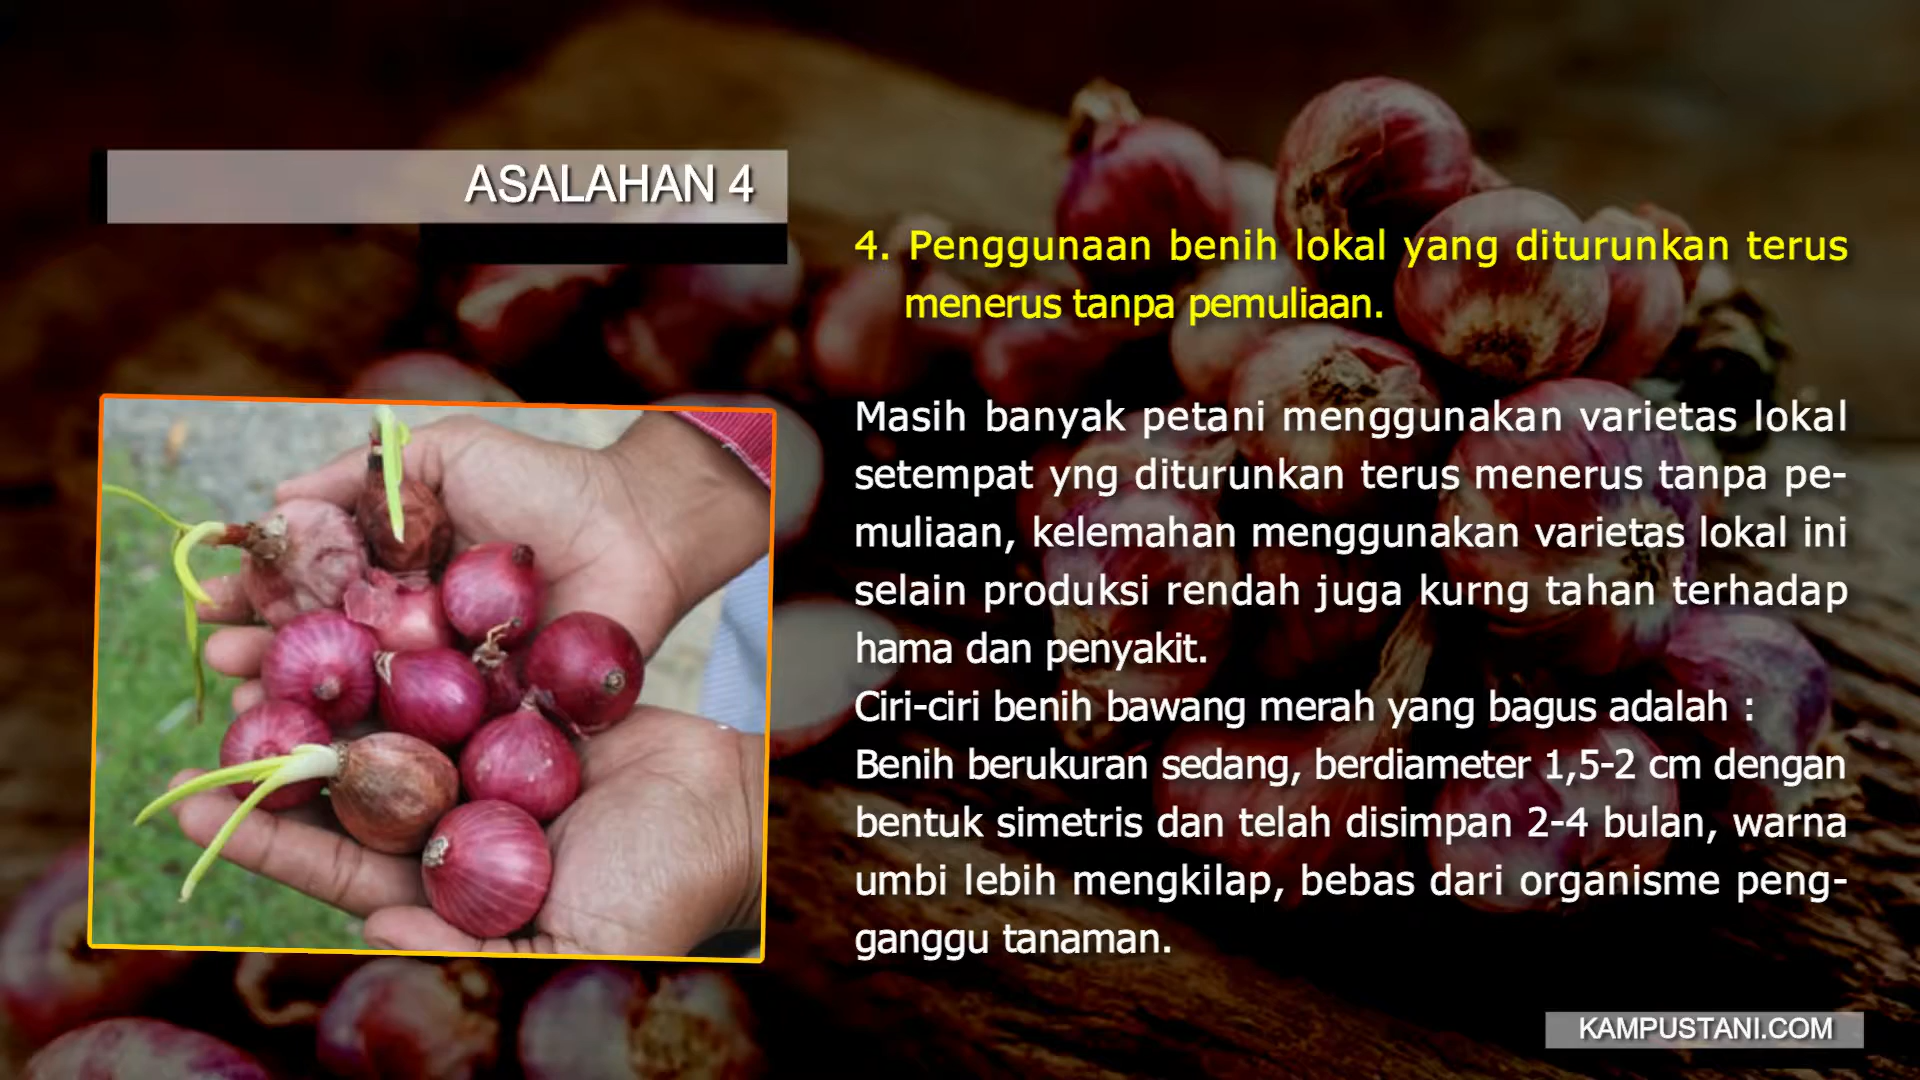 ASALAHAN 4
4. Penggunaan benih lokal yang diturunkan terus
menerus tanpa pemuliaan.
Masih banyak petani menggunakan varietas lokal
setempat yng diturunkan terus menerus tanpa pe-
muliaan, kelemahan menggunakan varietas lokal ini
selain produksi rendah juga kurng tahan terhadap
hama dan penyakit.
Ciri-ciri benih bawang merah yang bagus adalah :
Benih berukuran sedang, berdiameter 1,5-2 cm dengan
bentuk simetris dan telah disimpan 2-4 bulan, warna
umbi lebih mengkilap, bebas dari organisme peng-
ganggu tanaman.
KAMPUSTANI.COM